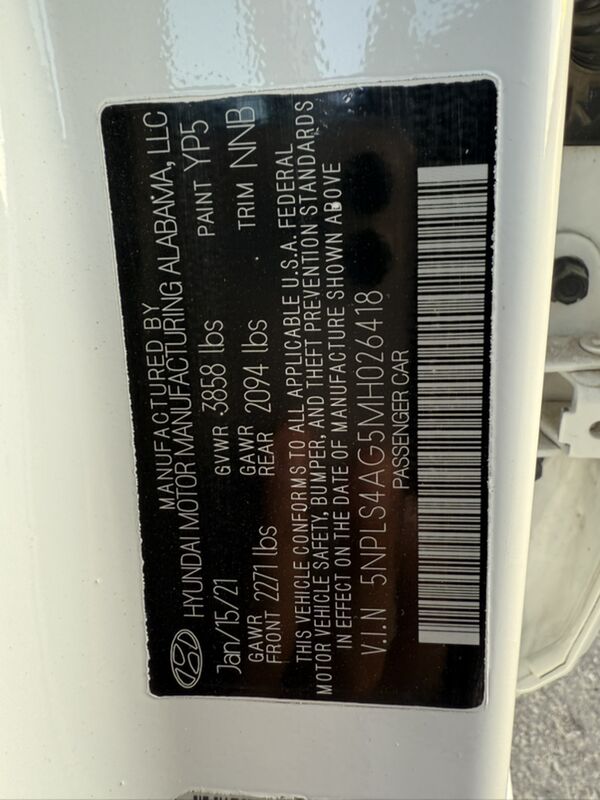 MANUFACTURED BY
HYUNDAI MOTOR MANUFACTURING ALABAMA, LLC
Jan/15/21 GVWR 3858 lbs PAINT YP5
GAWR FRONT 2271 lbs GAWR REAR 2094 lbs TRIM NNB
THIS VEHICLE CONFORMS TO ALL APPLICABLE U.S.A. FEDERAL
MOTOR VEHICLE SAFETY, BUMPER, AND THEFT PREVENTION STANDARDS
IN EFFECT ON THE DATE OF MANUFACTURE SHOWN ABOVE
V.I.N 5NPLS4AG5MH026418
PASSENGER CAR